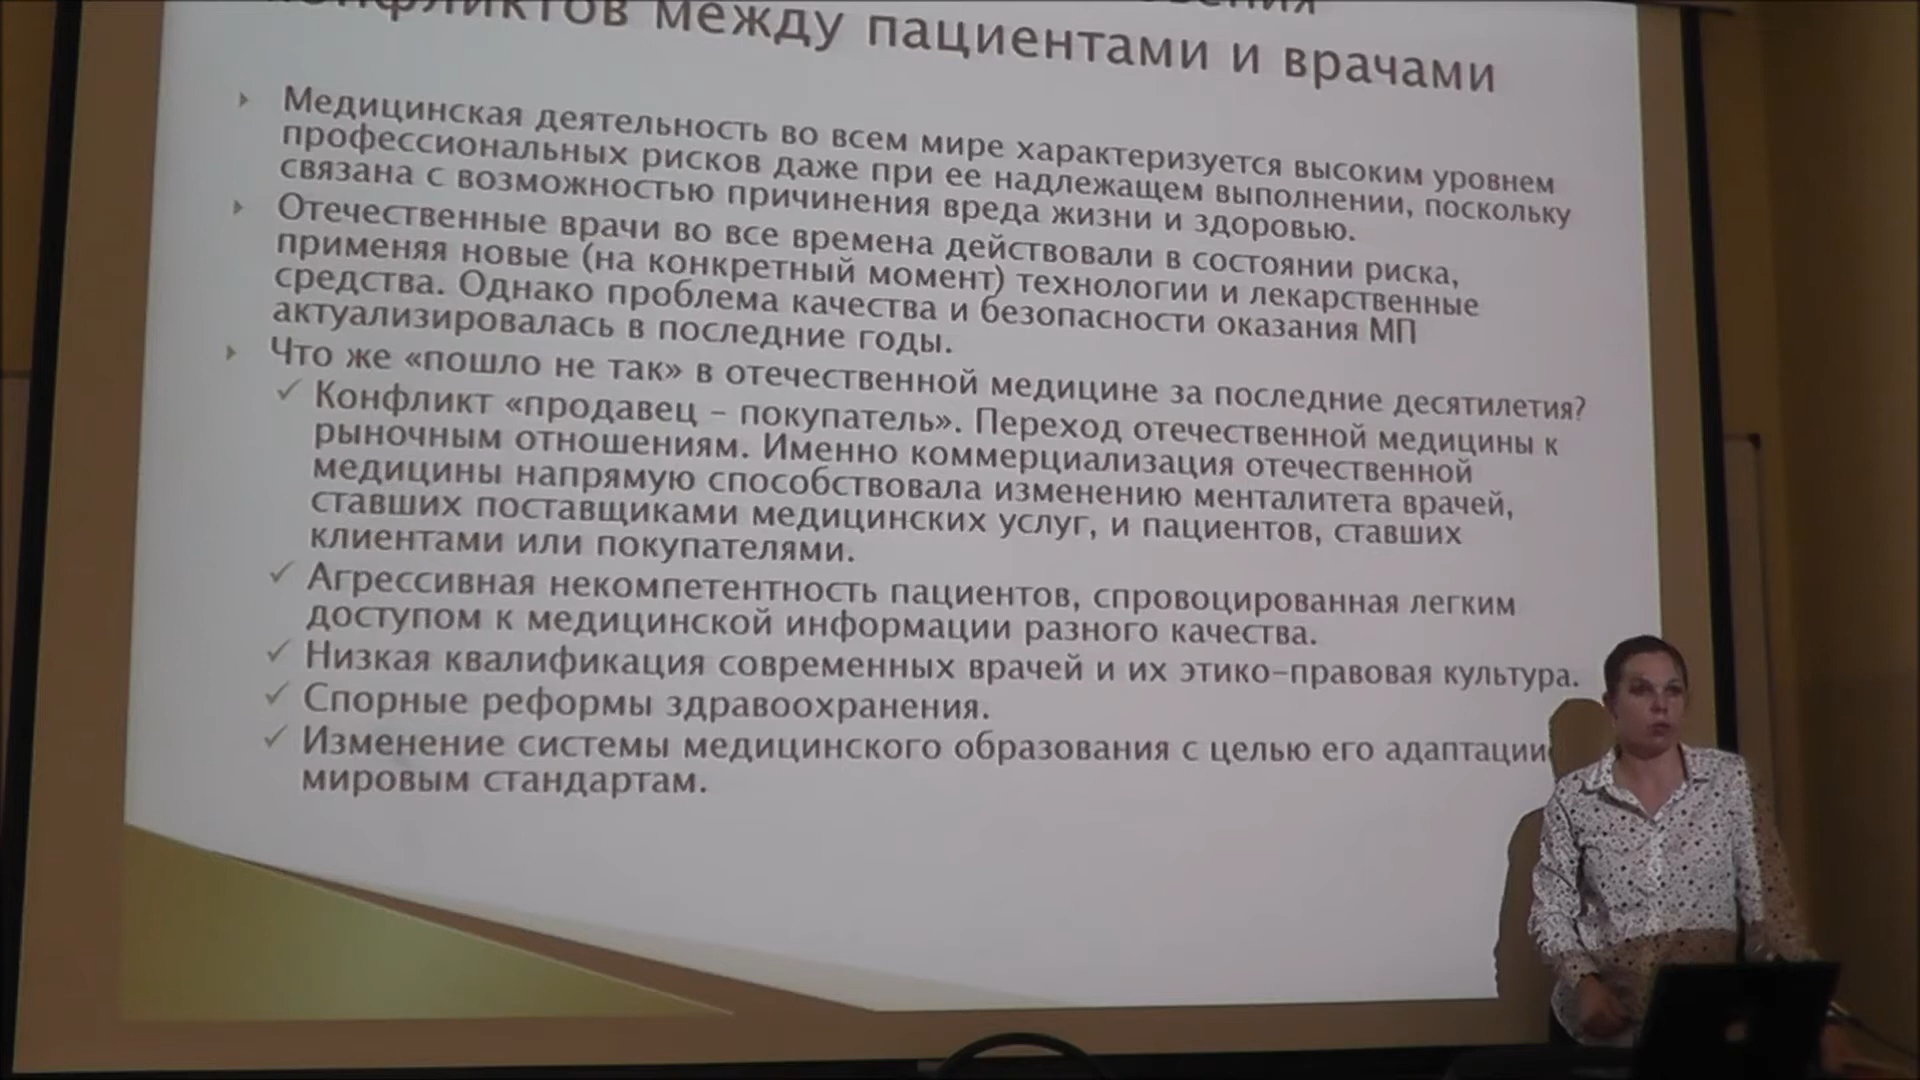 конфликтов между пациентами и врачами
Медицинская деятельность во всем мире характеризуется высоким уровнем
профессиональных рисков даже при ее надлежащем выполнении, поскольку
связана с возможностью причинения вреда жизни и здоровью.
Отечественные врачи во все времена действовали в состоянии риска,
применяя новые (на конкретный момент) технологии и лекарственные
средства. Однако проблема качества и безопасности оказания МП
актуализировалась в последние годы.
Что же «пошло не так» в отечественной медицине за последние десятилетия?
Конфликт «продавец – покупатель». Переход отечественной медицины к
рыночным отношениям. Именно коммерциализация отечественной
медицины напрямую способствовала изменению менталитета врачей,
ставших поставщиками медицинских услуг, и пациентов, ставших
клиентами или покупателями.
Агрессивная некомпетентность пациентов, спровоцированная легким
доступом к медицинской информации разного качества.
Низкая квалификация современных врачей и их этико-правовая культура.
Спорные реформы здравоохранения.
Изменение системы медицинского образования с целью его адаптации
мировым стандартам.